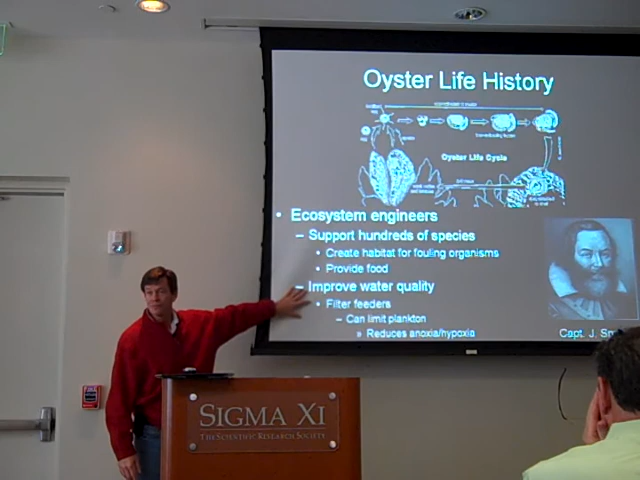 Oyster Life History
Oyster Life Cycle
• Ecosystem engineers
– Support hundreds of species
• Create habitat for fouling organisms
• Provide food
– Improve water quality
• Filter feeders
– Can limit plankton
» Reduces anoxia/hypoxia
Capt. J.
SIGMA XI
THE SCIENTIFIC RESEARCH SOCIETY